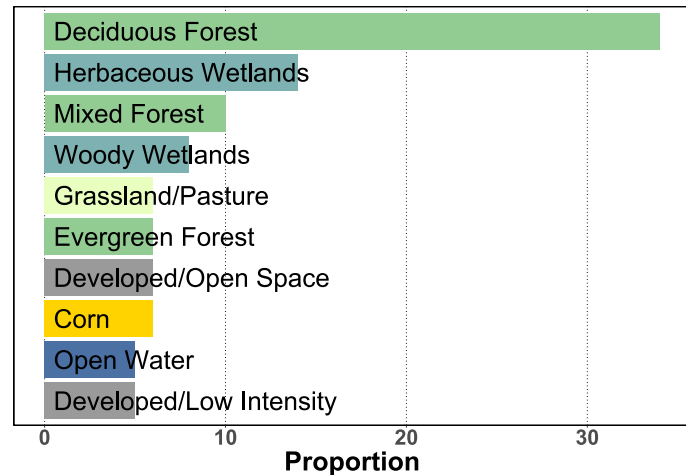 Deciduous Forest
Herbaceous Wetlands
Mixed Forest
Woody Wetlands
Grassland/Pasture
Evergreen Forest
Developed/Open Space
Corn
Open Water
Developed/Low Intensity
0 10 20 30
Proportion